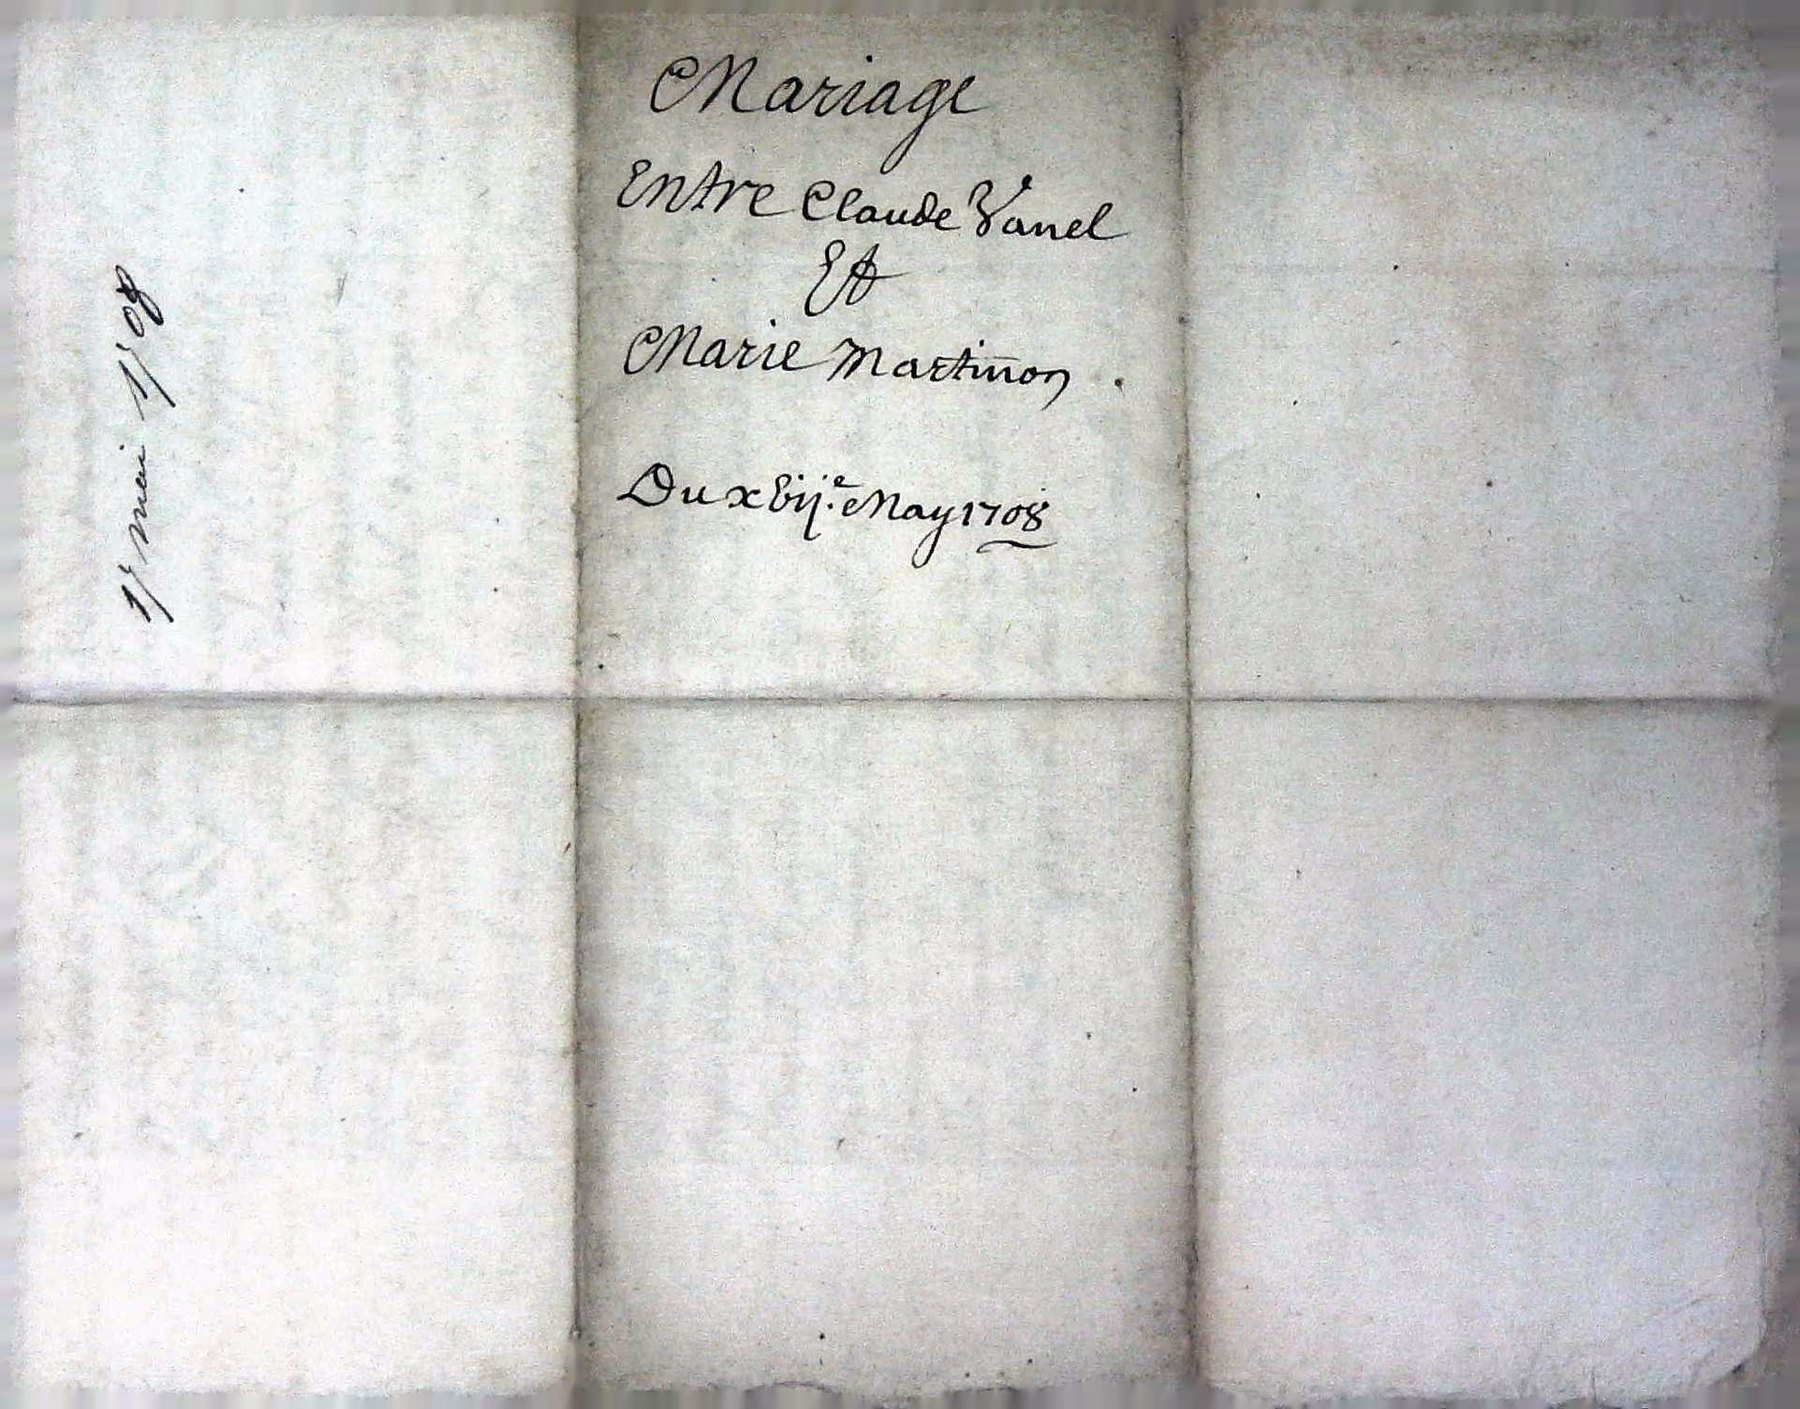 17 mai 1708
Mariage
Entre Claude Vanel
Et
Marie Martinon
Du xvije. May 1708